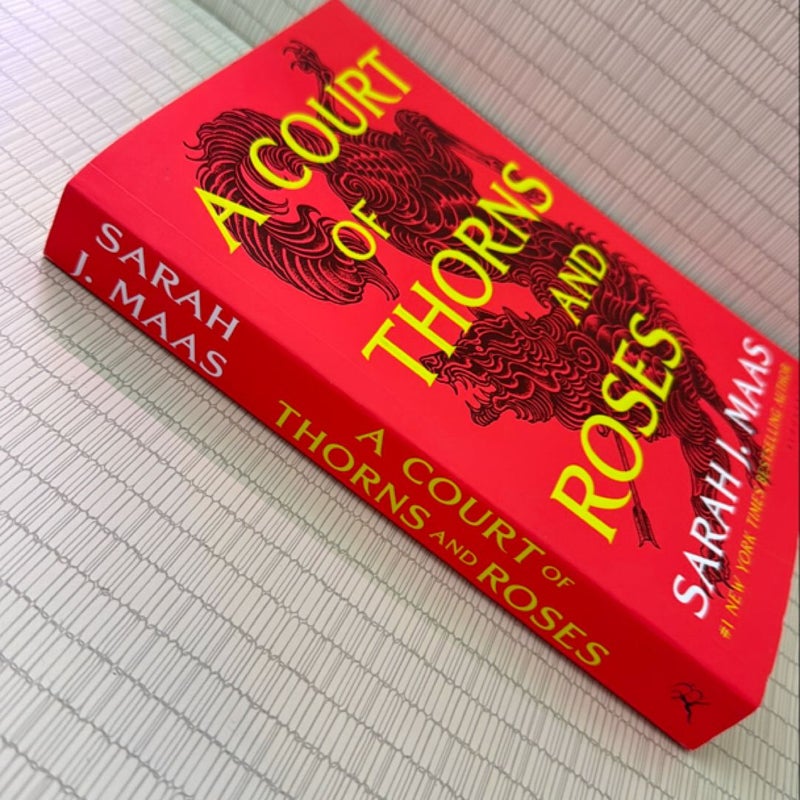 A COURT
OF
THORNS
AND
ROSES
SARAH J. MAAS
#1 NEW YORK TIMES BESTSELLING AUTHOR
SARAH
J. MAAS
A COURT OF
THORNS AND ROSES